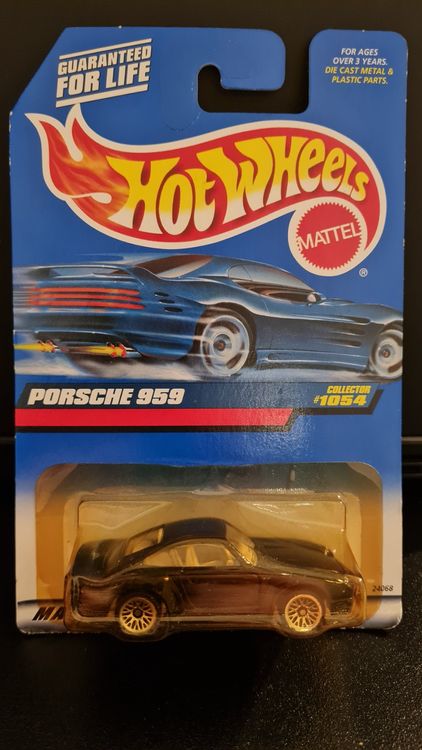 GUARANTEED
FOR LIFE
FOR AGES
OVER 3 YEARS.
DIE CAST METAL &
PLASTIC PARTS.
HOT WHEELS
MATTEL
®
PORSCHE 959
COLLECTOR
#1054
24068
MA